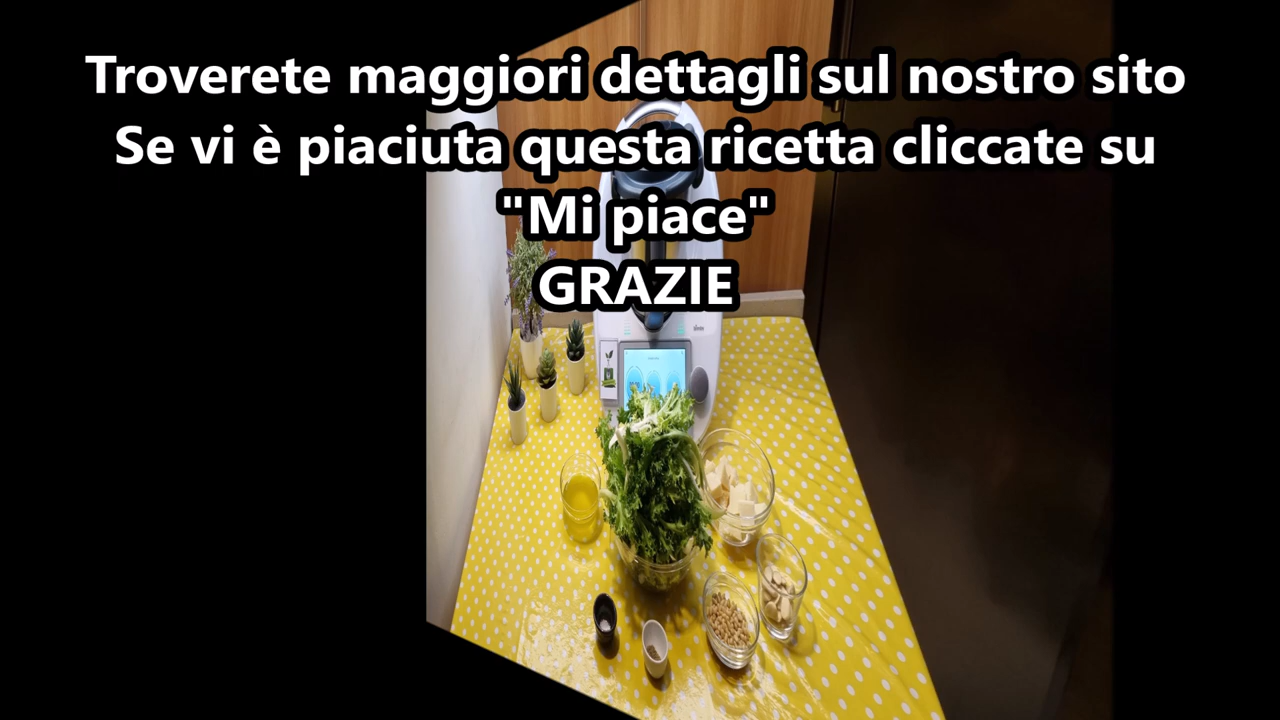 Troverete maggiori dettagli sul nostro sito
Se vi è piaciuta questa ricetta cliccate su
"Mi piace"
GRAZIE